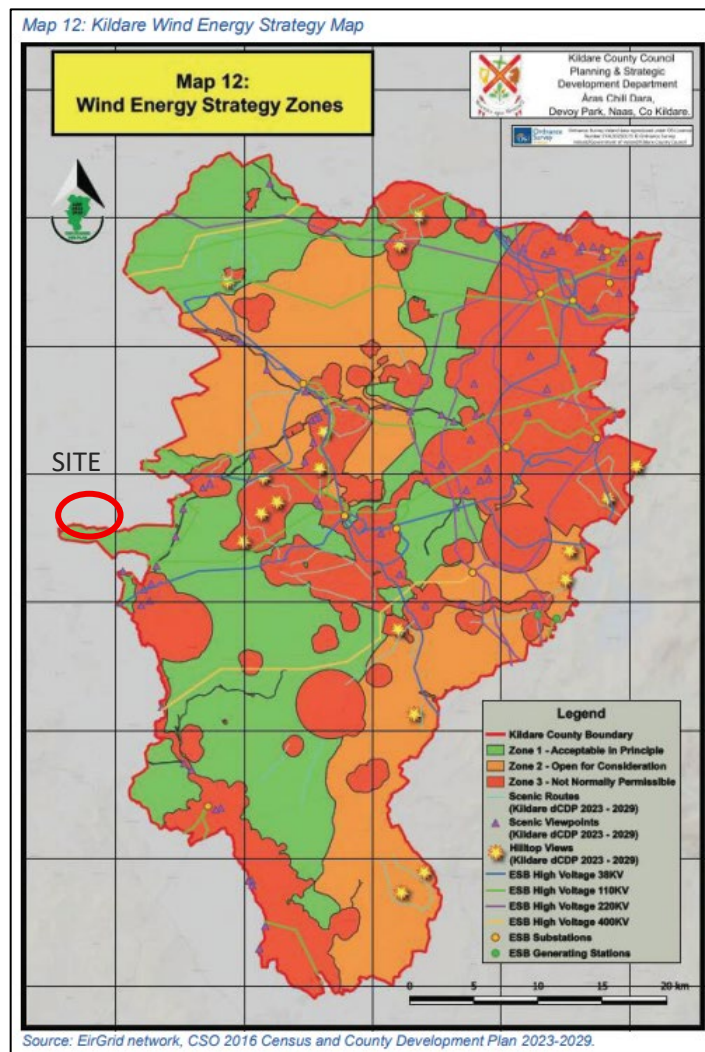 Map 12: Kildare Wind Energy Strategy Map
Map 12:
Wind Energy Strategy Zones
Kildare County Council
Planning & Strategic
Development Department
Áras Chill Dara,
Devoy Park, Naas, Co Kildare.
Ordnance
Survey
SITE
Legend
Kildare County Boundary
Zone 1 - Acceptable in Principle
Zone 2 - Open for Consideration
Zone 3 - Not Normally Permissible
Scenic Routes
(Kildare dCDP 2023 - 2029)
Scenic Viewpoints
(Kildare dCDP 2023 - 2029)
Hilltop Views
(Kildare dCDP 2023 - 2029)
ESB High Voltage 38KV
ESB High Voltage 110KV
ESB High Voltage 220KV
ESB High Voltage 400KV
ESB Substations
ESB Generating Stations
0 5 10 15 20 km
Source: EirGrid network, CSO 2016 Census and County Development Plan 2023-2029.